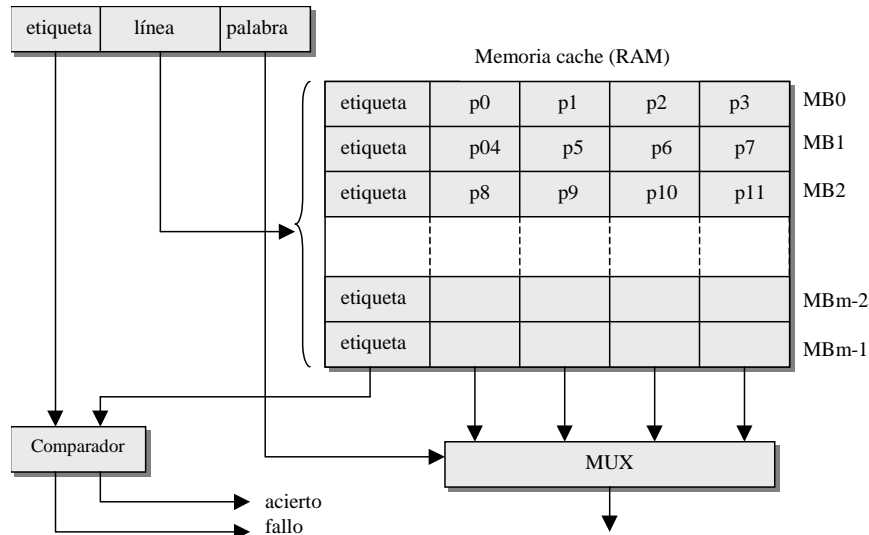 etiqueta línea palabra
Memoria cache (RAM)
etiqueta p0 p1 p2 p3 MB0
etiqueta p04 p5 p6 p7 MB1
etiqueta p8 p9 p10 p11 MB2
etiqueta MBm-2
etiqueta MBm-1
Comparador
MUX
acierto
fallo